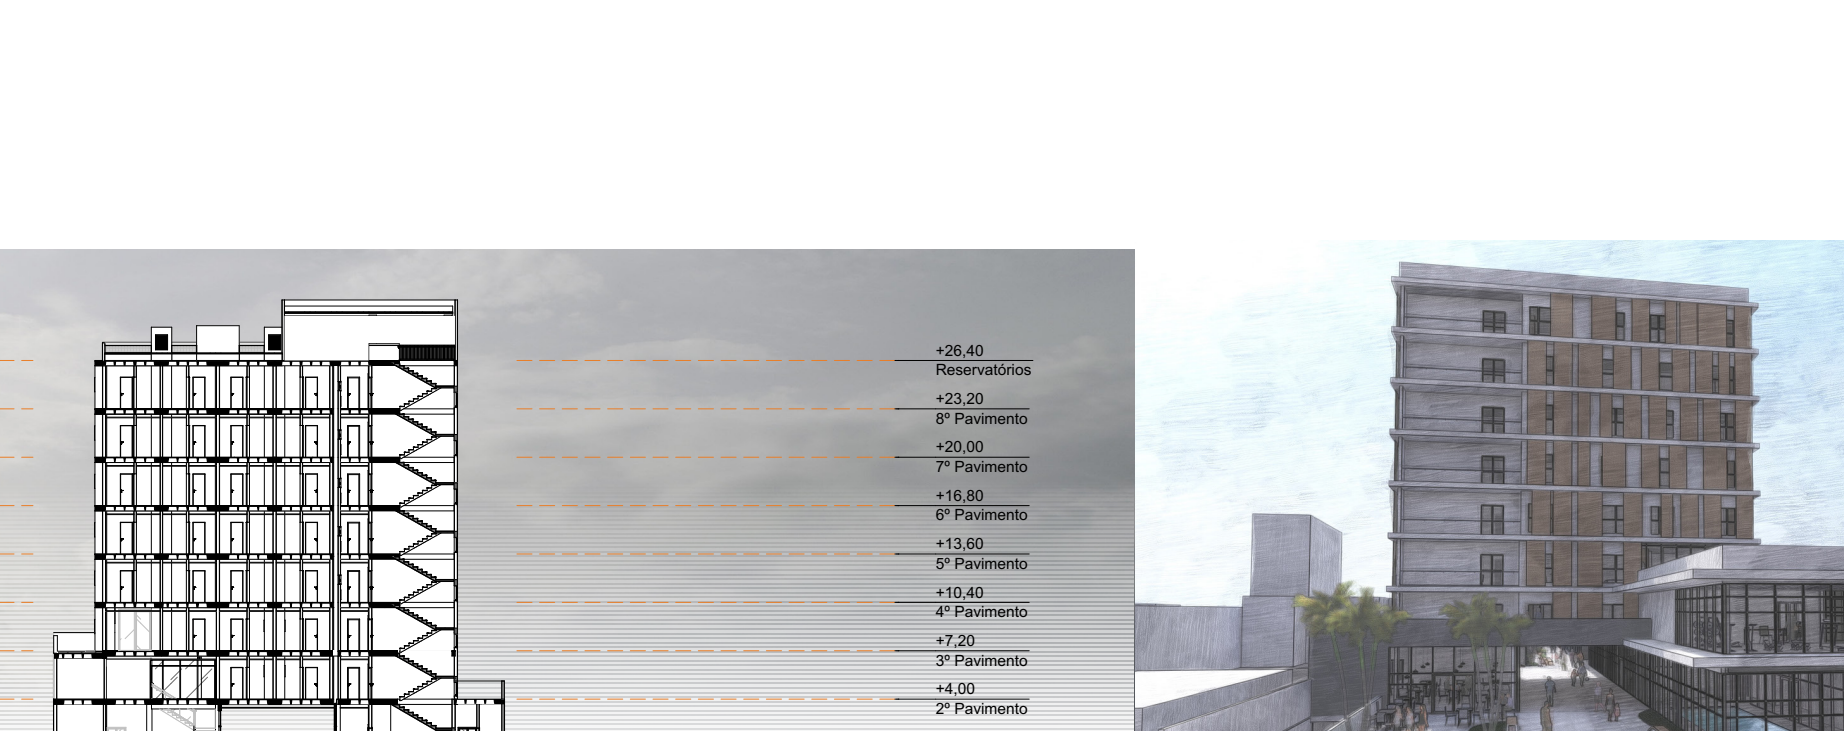 +26,40
Reservatórios
+23,20
8º Pavimento
+20,00
7º Pavimento
+16,80
6º Pavimento
+13,60
5º Pavimento
+10,40
4º Pavimento
+7,20
3º Pavimento
+4,00
2º Pavimento